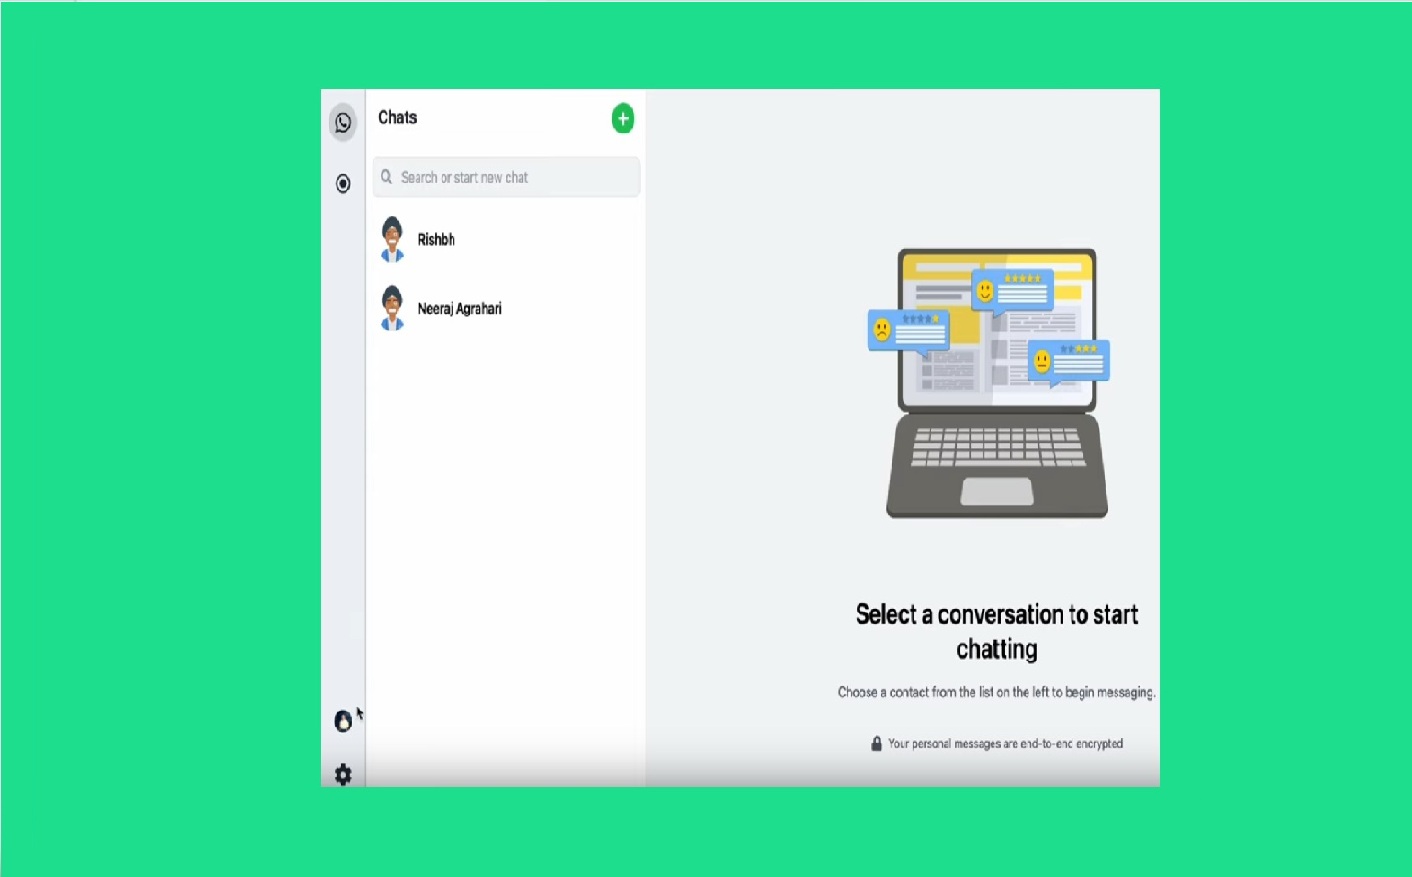 Chats
Search or start new chat
Rishbh
Neeraj Agrahari
Select a conversation to start
chatting
Choose a contact from the list on the left to begin messaging.
Your personal messages are end-to-end encrypted